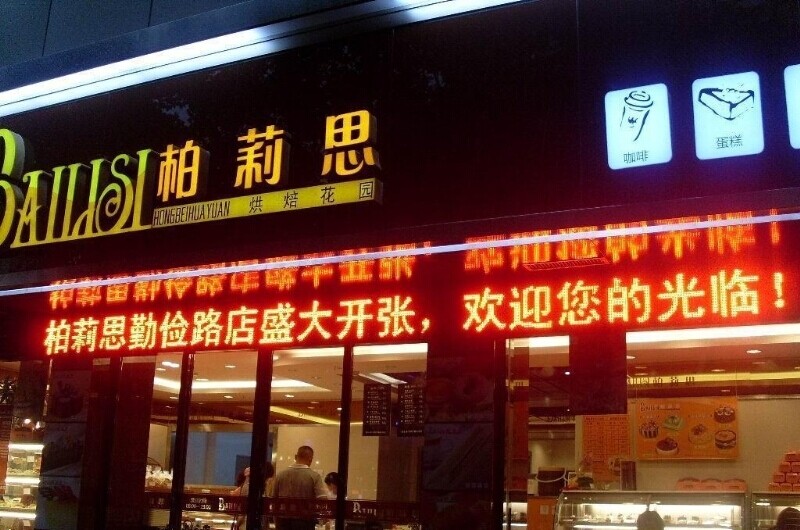 BAILISI 柏莉思
HONGBEIHUAYUAN 烘焙花园
咖啡
蛋糕
柏莉思勤俭路店盛大开张，欢迎您的光临！